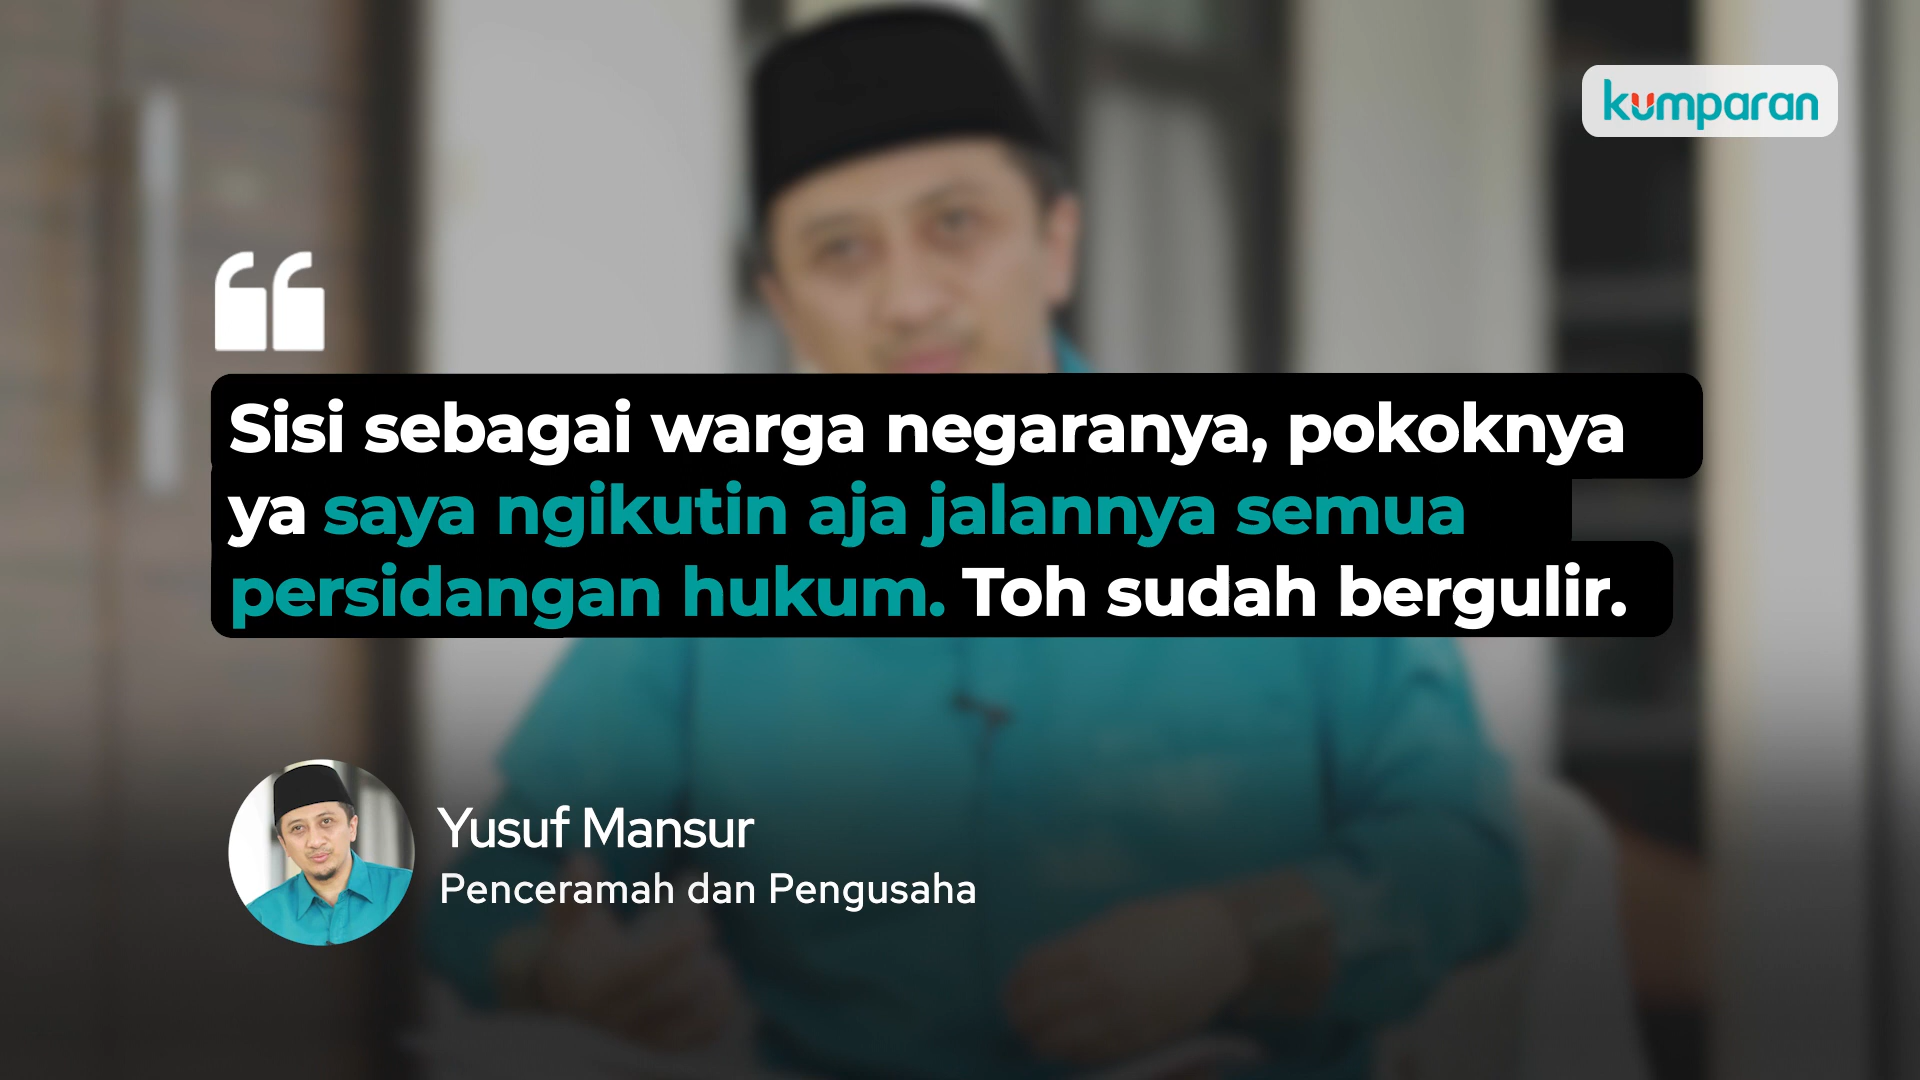 kumparan
“
Sisi sebagai warga negaranya, pokoknya
ya saya ngikutin aja jalannya semua
persidangan hukum. Toh sudah bergulir.
Yusuf Mansur
Penceramah dan Pengusaha